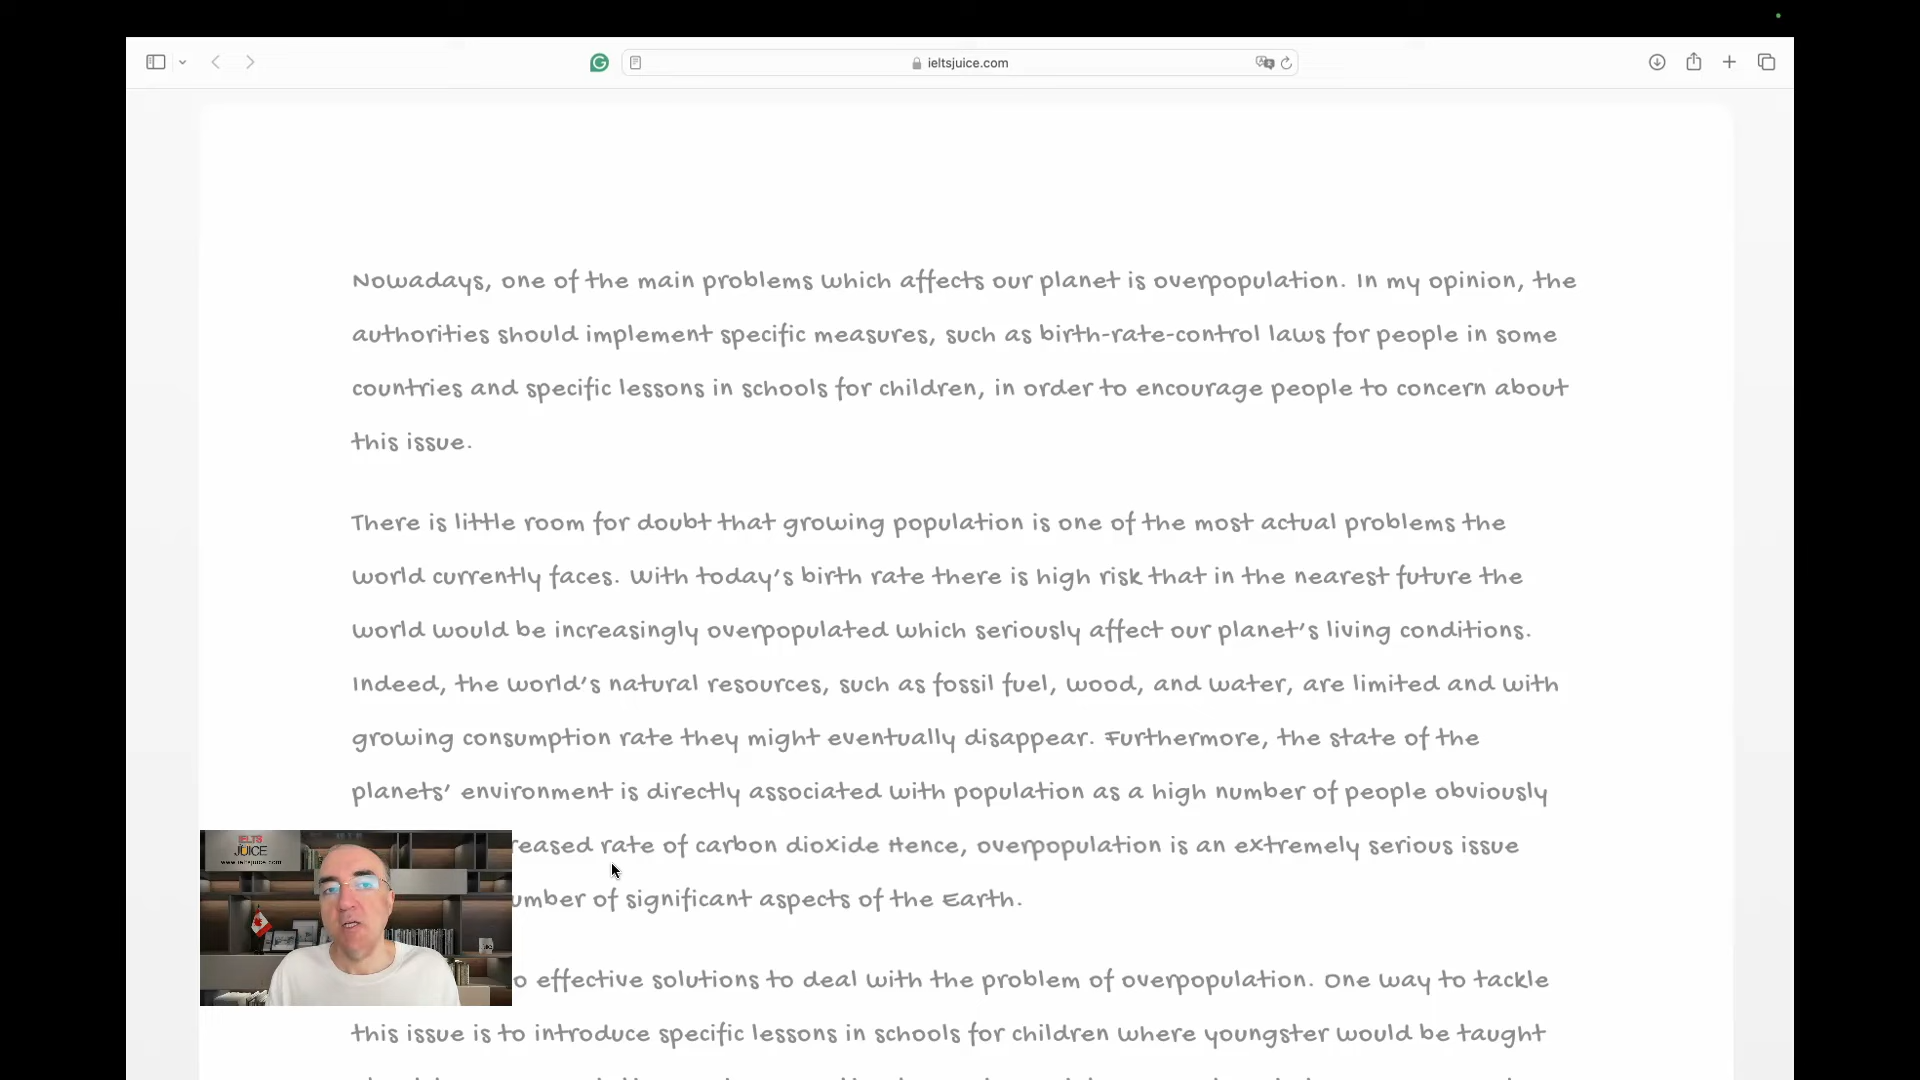 ieltsjuice.com
Nowadays, one of the main problems which affects our planet is overpopulation. In my opinion, the
authorities should implement specific measures, such as birth-rate-control laws for people in some
countries and specific lessons in schools for children, in order to encourage people to concern about
this issue.
There is little room for doubt that growing population is one of the most actual problems the
world currently faces. With today's birth rate there is high risk that in the nearest future the
world would be increasingly overpopulated which seriously affect our planet's living conditions.
Indeed, the world's natural resources, such as fossil fuel, wood, and water, are limited and with
growing consumption rate they might eventually disappear. Furthermore, the state of the
planets' environment is directly associated with population as a high number of people obviously
reased rate of carbon dioxide Hence, overpopulation is an extremely serious issue
umber of significant aspects of the Earth.
o effective solutions to deal with the problem of overpopulation. One way to tackle
this issue is to introduce specific lessons in schools for children where youngster would be taught
IELTS
JUICE
www.ieltsjuice.com